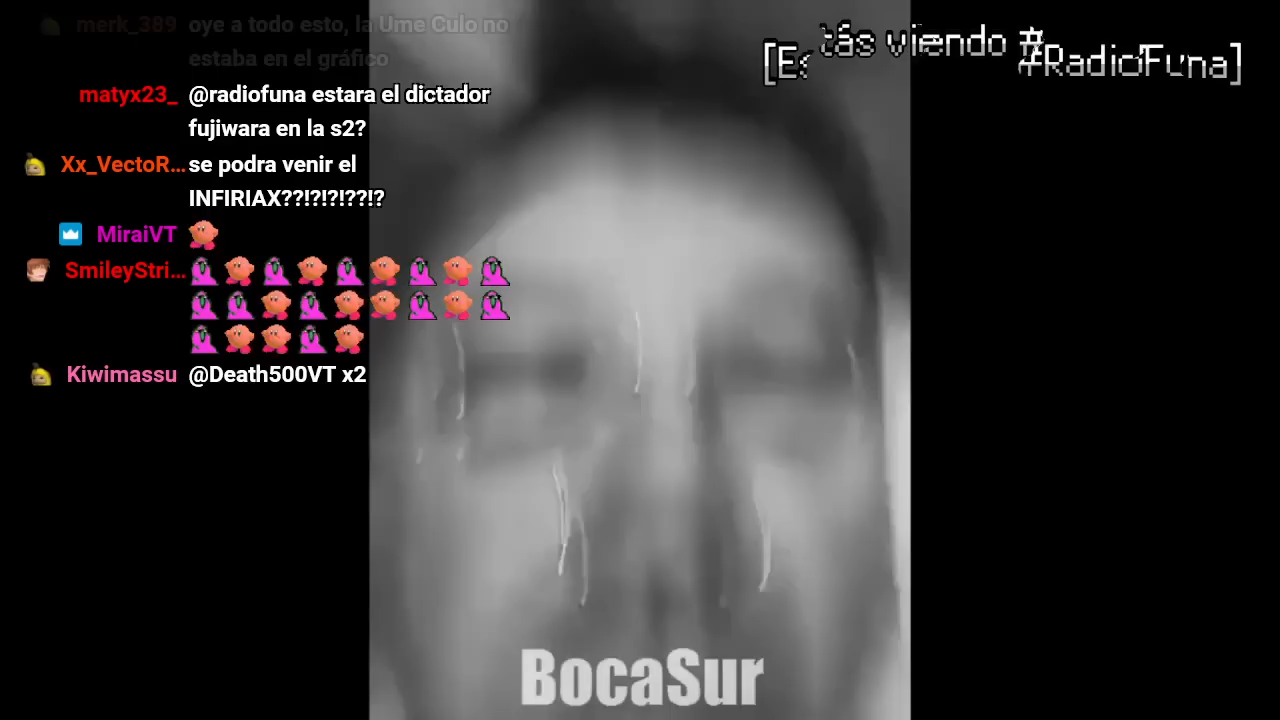 merk_389 oye a todo esto, la Ume Culo no
estaba en el gráfico
matyx23_ @radiofuna estara el dictador
fujiwara en la s2?
Xx_VectoR... se podra venir el
INFIRIAX??!?!?!??!?
MiraiVT
SmileyStri...
Kiwimassu @Death500VT x2
[Estás viendo #
#RadioFuna]
BocaSur